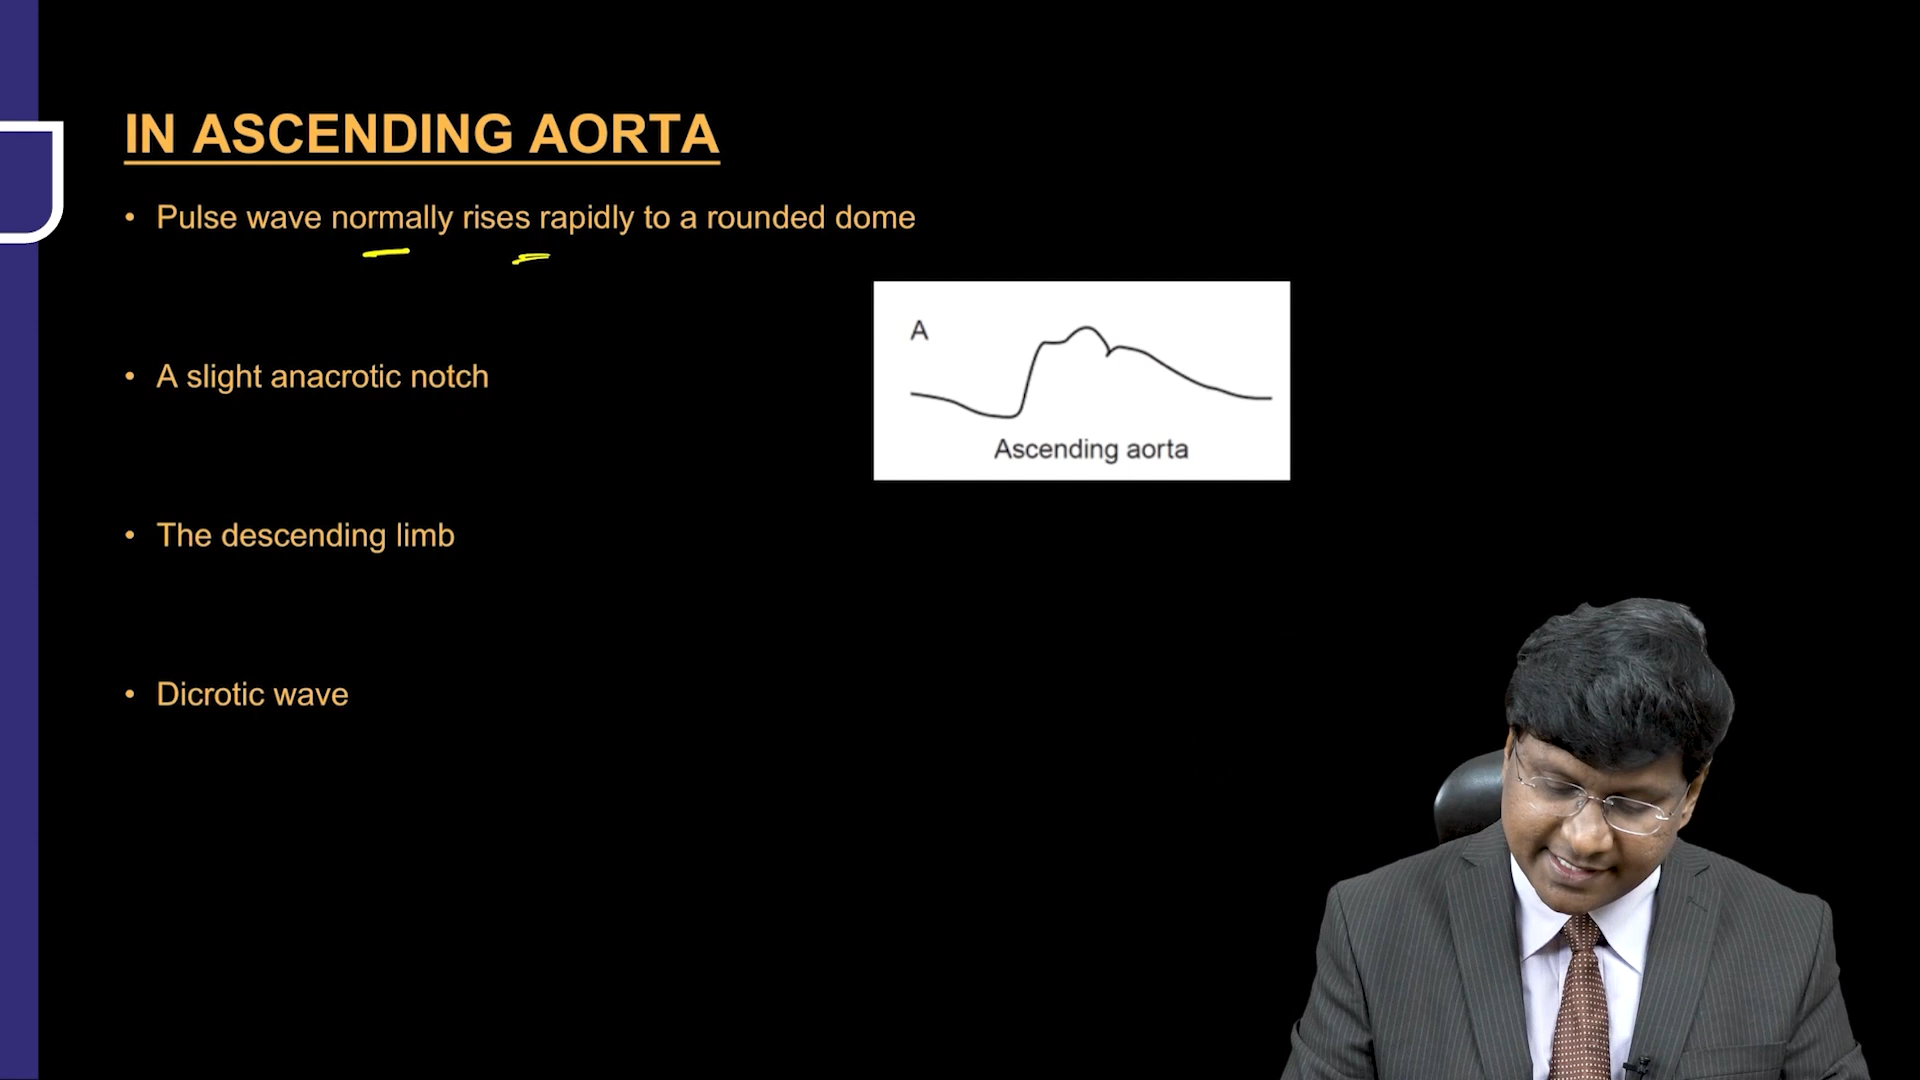 IN ASCENDING AORTA
• Pulse wave normally rises rapidly to a rounded dome
A
• A slight anacrotic notch
Ascending aorta
• The descending limb
• Dicrotic wave